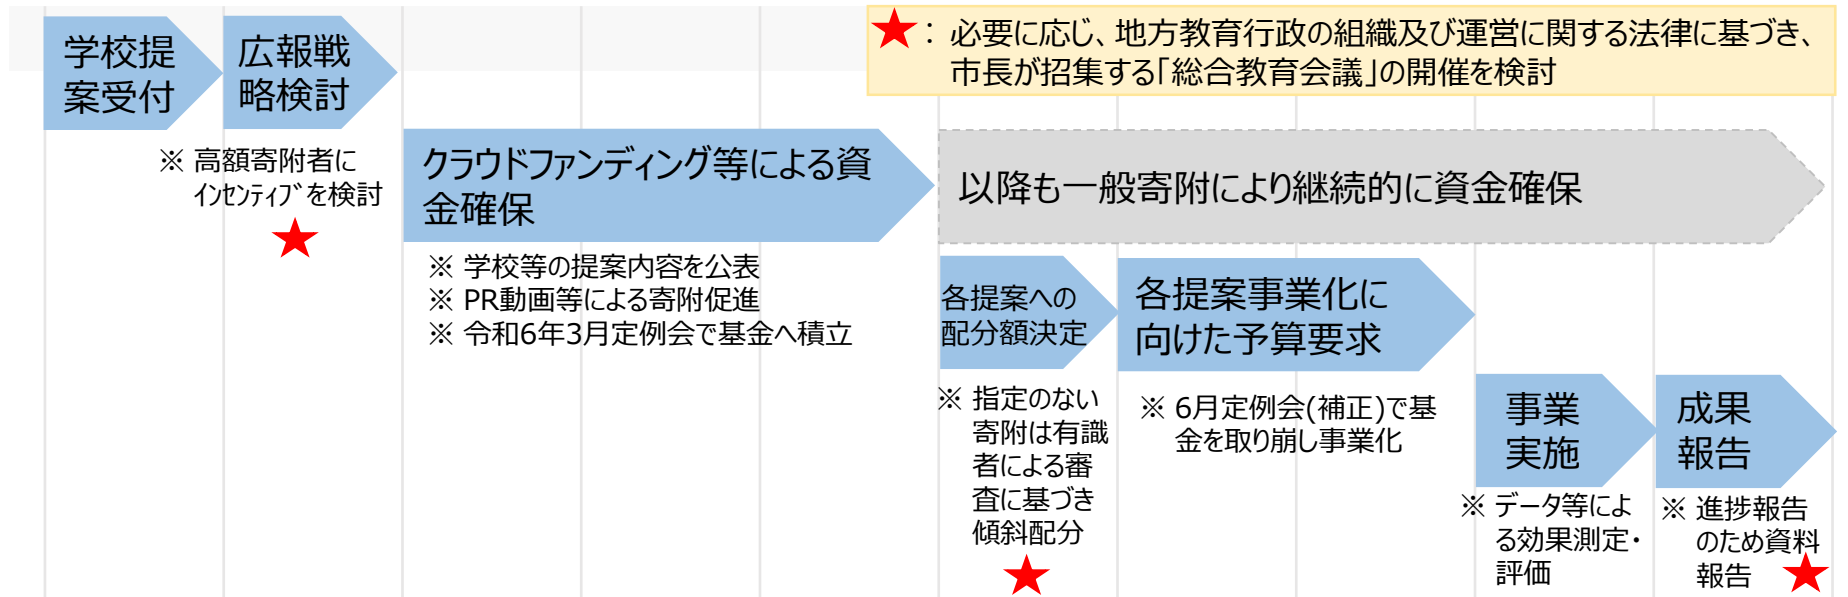 学校提
案受付
広報戦
略検討
★： 必要に応じ、地方教育行政の組織及び運営に関する法律に基づき、
市長が招集する「総合教育会議」の開催を検討
※ 高額寄附者に
ｲﾝｾﾝﾃｨﾌﾞを検討
★
クラウドファンディング等による資
金確保
※ 学校等の提案内容を公表
※ PR動画等による寄附促進
※ 令和6年3月定例会で基金へ積立
以降も一般寄附により継続的に資金確保
各提案への
配分額決定
※ 指定のない
寄附は有識
者による審
査に基づき
傾斜配分
★
各提案事業化に
向けた予算要求
※ 6月定例会(補正)で基
金を取り崩し事業化
事業
実施
※ データ等によ
る効果測定・
評価
成果
報告
※ 進捗報告
のため資料
報告
★